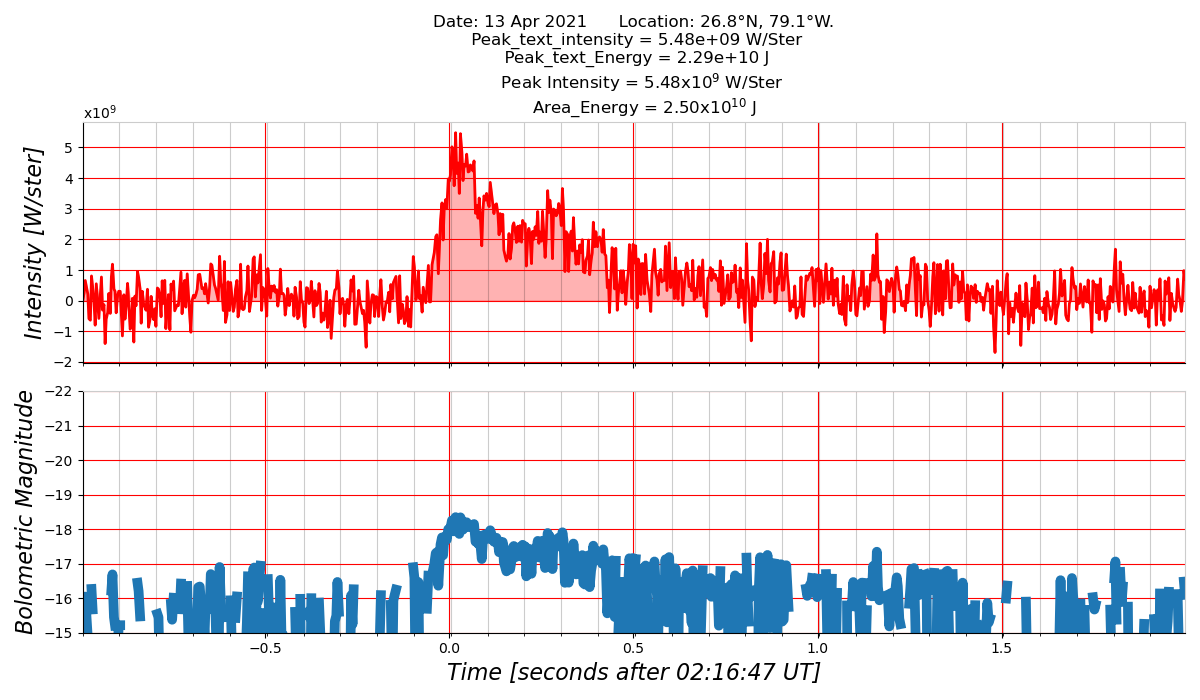 Date: 13 Apr 2021      Location: 26.8°N, 79.1°W.
Peak_text_intensity = 5.48e+09 W/Ster
Peak_text_Energy = 2.29e+10 J
Peak Intensity = 5.48x10⁹ W/Ster
Area_Energy = 2.50x10¹⁰ J
x10⁹
Intensity [W/ster]
5
4
3
2
1
0
−1
−2
Bolometric Magnitude
−22
−21
−20
−19
−18
−17
−16
−15
−0.5
0.0
0.5
1.0
1.5
Time [seconds after 02:16:47 UT]